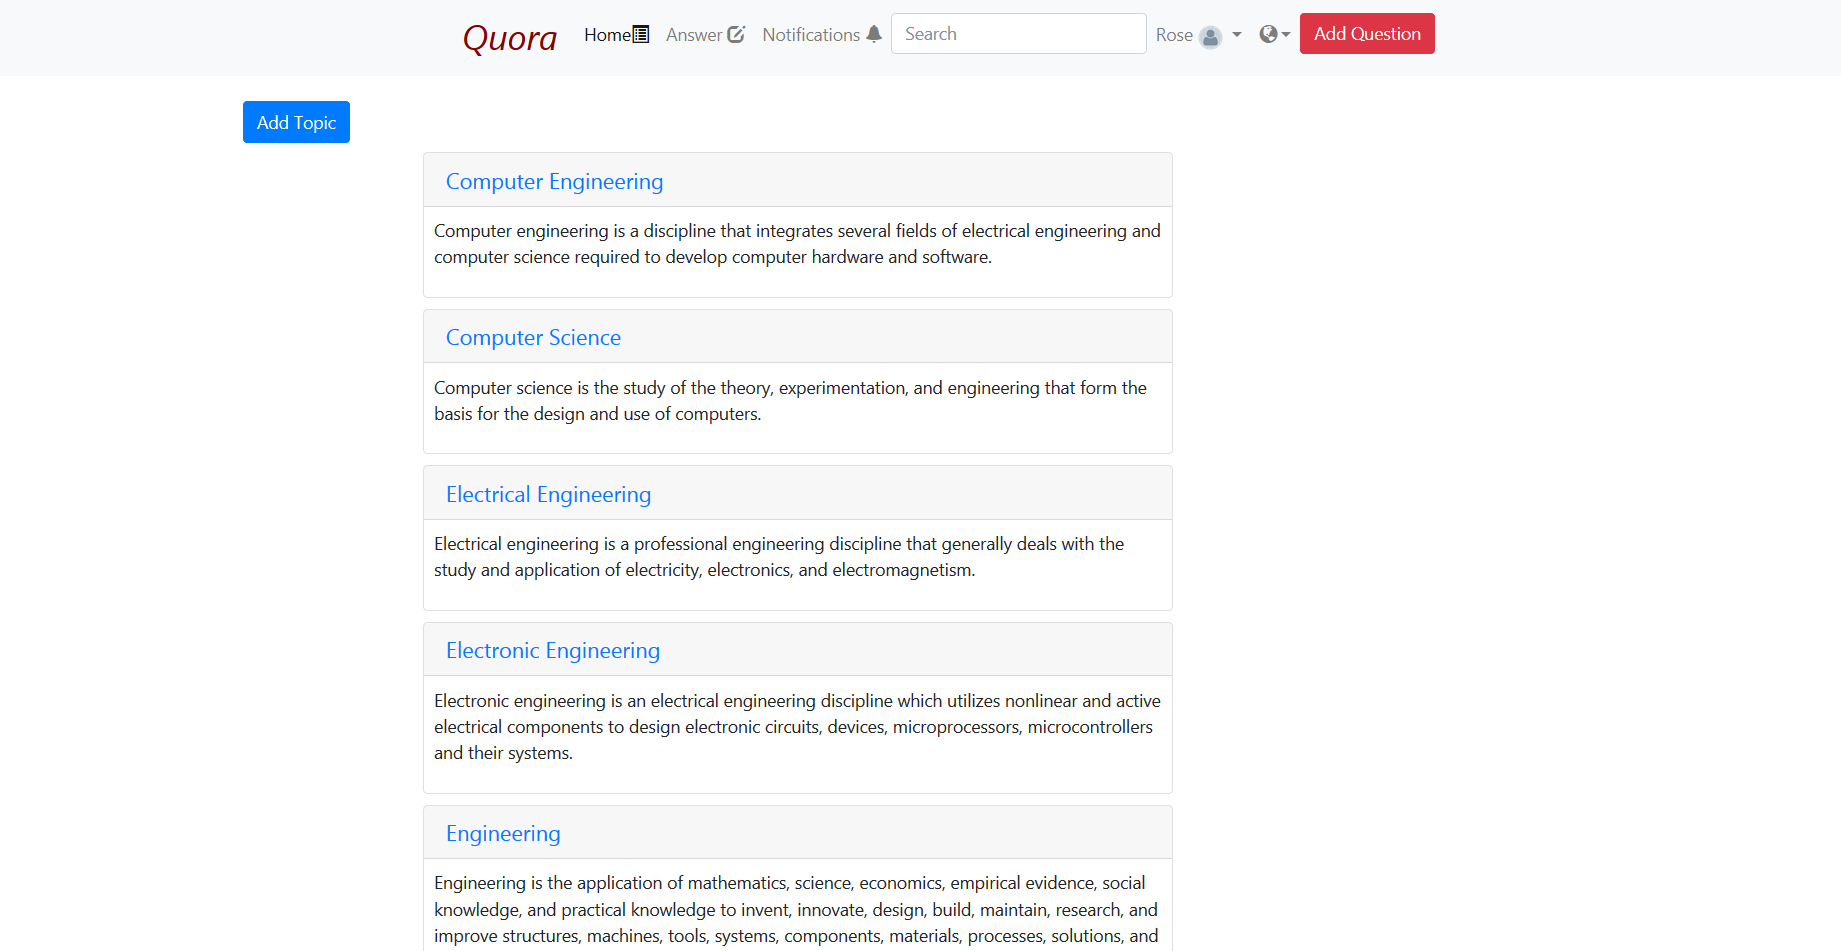 Quora Home Answer Notifications Search Rose Add Question
Add Topic
Computer Engineering
Computer engineering is a discipline that integrates several fields of electrical engineering and
computer science required to develop computer hardware and software.
Computer Science
Computer science is the study of the theory, experimentation, and engineering that form the
basis for the design and use of computers.
Electrical Engineering
Electrical engineering is a professional engineering discipline that generally deals with the
study and application of electricity, electronics, and electromagnetism.
Electronic Engineering
Electronic engineering is an electrical engineering discipline which utilizes nonlinear and active
electrical components to design electronic circuits, devices, microprocessors, microcontrollers
and their systems.
Engineering
Engineering is the application of mathematics, science, economics, empirical evidence, social
knowledge, and practical knowledge to invent, innovate, design, build, maintain, research, and
improve structures, machines, tools, systems, components, materials, processes, solutions, and